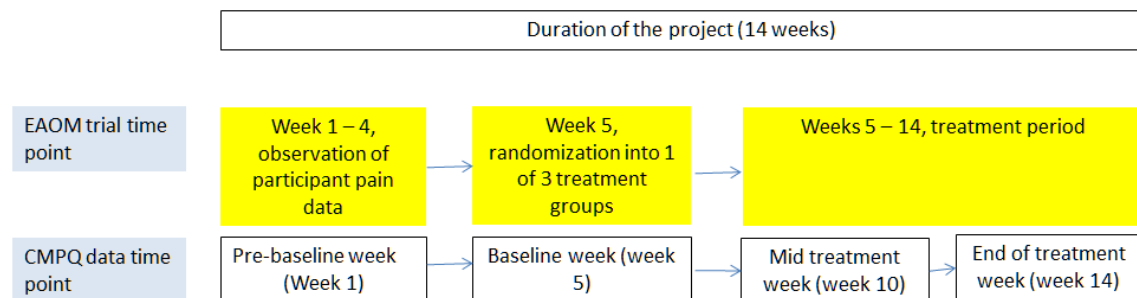 Duration of the project (14 weeks)
EAOM trial time
point
Week 1 – 4,
observation of
participant pain
data
Week 5,
randomization into 1
of 3 treatment
groups
Weeks 5 – 14, treatment period
CMPQ data time
point
Pre-baseline week
(Week 1)
Baseline week (week
5)
Mid treatment
week (week 10)
End of treatment
week (week 14)